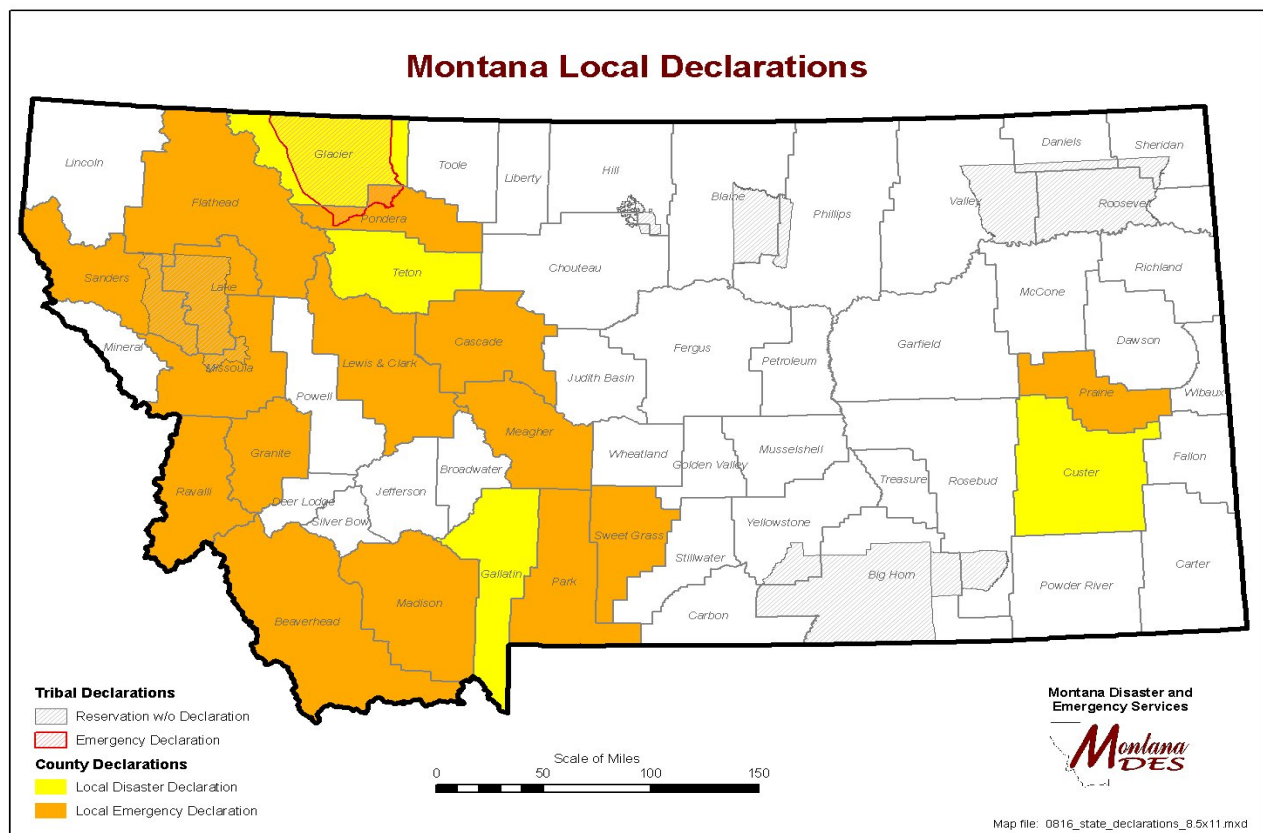 Montana Local Declarations
Lincoln
Glacier
Toole
Liberty
Hill
Blaine
Phillips
Valley
Daniels
Sheridan
Roosevelt
Flathead
Pondera
Chouteau
Teton
Sanders
Lake
Richland
McCone
Dawson
Mineral
Missoula
Lewis & Clark
Cascade
Judith Basin
Fergus
Petroleum
Garfield
Powell
Prairie
Wibaux
Meagher
Granite
Ravalli
Broadwater
Wheatland
Golden Valley
Musselshell
Treasure
Rosebud
Custer
Fallon
Deer Lodge
Jefferson
Silver Bow
Sweet Grass
Yellowstone
Stillwater
Gallatin
Park
Madison
Beaverhead
Carbon
Big Horn
Powder River
Carter
Tribal Declarations
Reservation w/o Declaration
Emergency Declaration
County Declarations
Local Disaster Declaration
Local Emergency Declaration
Scale of Miles
0 50 100 150
Montana Disaster and
Emergency Services
Montana
DES
Map file: 0816_state_declarations_8.5x11.mxd